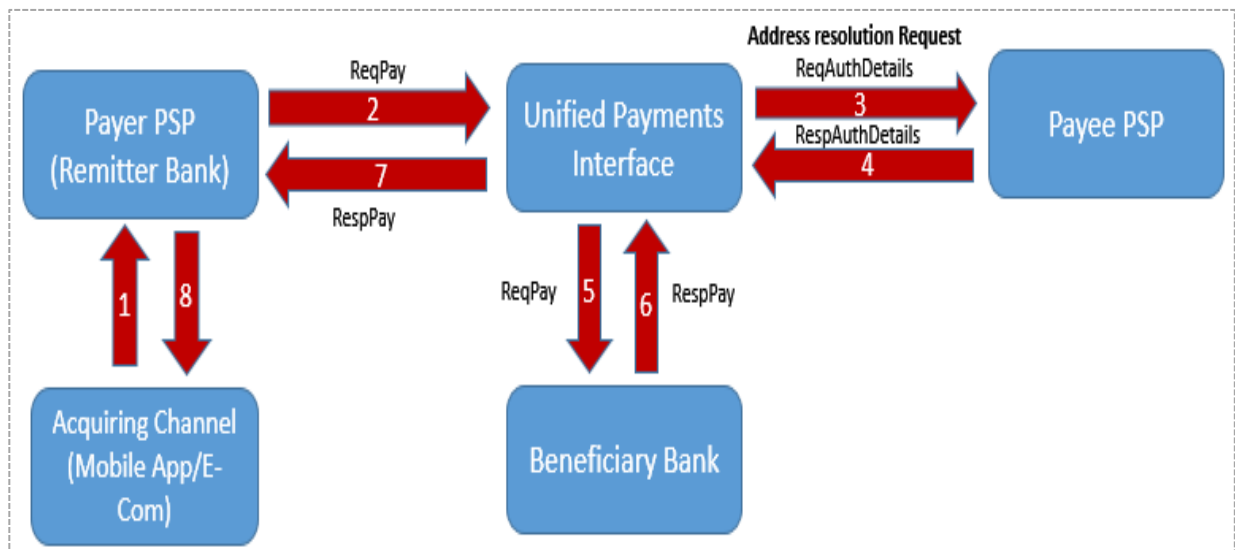 Address resolution Request
ReqAuthDetails
ReqPay
2
3
Payer PSP
(Remitter Bank)
Unified Payments
Interface
Payee PSP
RespAuthDetails
4
7
RespPay
1
8
ReqPay
5
6
RespPay
Acquiring Channel
(Mobile App/E-
Com)
Beneficiary Bank